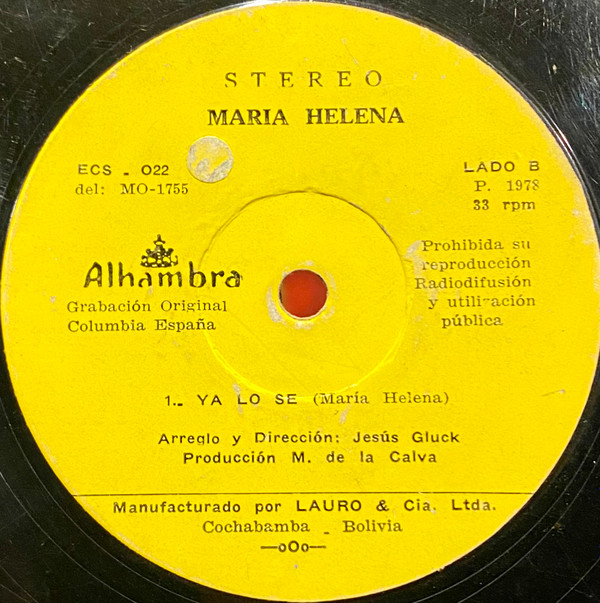 STEREO
MARIA HELENA
ECS - 022
del: MO-1755
LADO B
P. 1978
33 rpm
Alhambra
Grabación Original
Columbia España
Prohibida su
reproducción
Radiodifusión
y utilización
pública
1.- YA LO SE (María Helena)
Arreglo y Dirección: Jesús Gluck
Producción M. de la Calva
Manufacturado por LAURO & Cia. Ltda.
Cochabamba - Bolivia
—oOo—